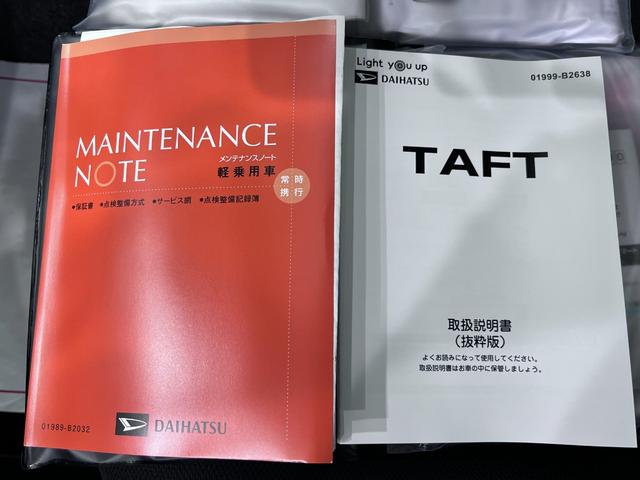 MAINTENANCE
NOTE
メンテナンスノート
軽乗用車
常時
携行
●保証書 ●点検整備方式 ●サービス網 ●点検整備記録簿
01989-B2032
DAIHATSU
Light you up
DAIHATSU
01999-B2638
TAFT
取扱説明書
（抜粋版）
よくお読みになって使用してください。
取扱説明書はお車の中に保管しましょう。